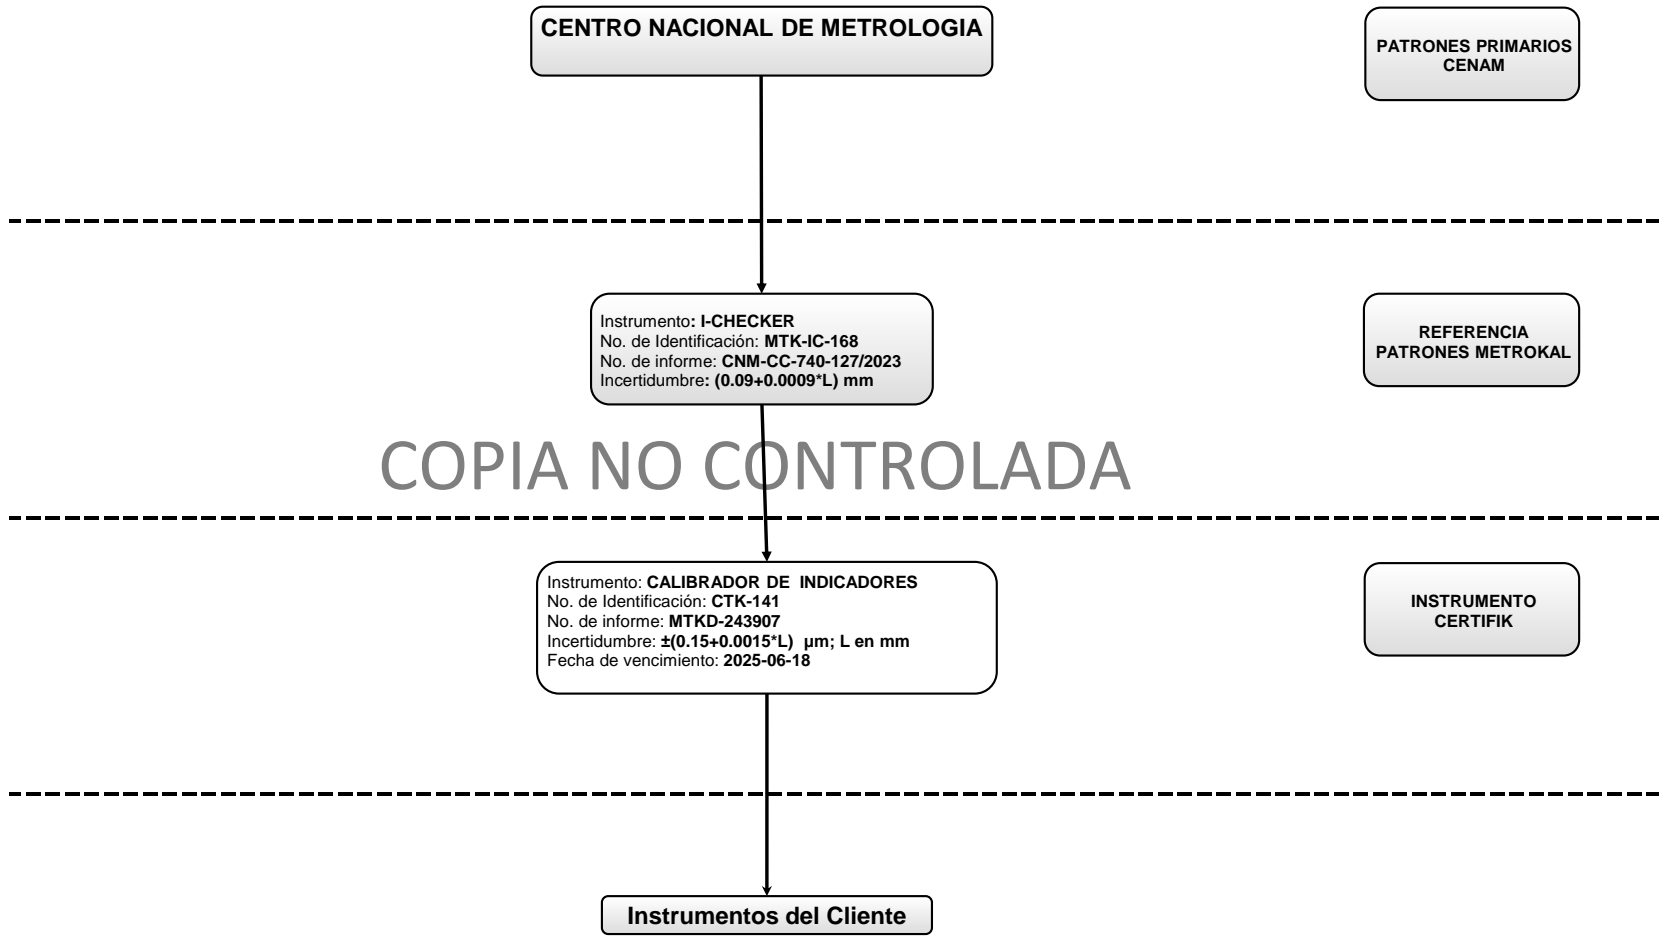 CENTRO NACIONAL DE METROLOGIA
PATRONES PRIMARIOS
CENAM
Instrumento: I-CHECKER
No. de Identificación: MTK-IC-168
No. de informe: CNM-CC-740-127/2023
Incertidumbre: (0.09+0.0009*L) mm
REFERENCIA
PATRONES METROKAL
COPIA NO CONTROLADA
Instrumento: CALIBRADOR DE INDICADORES
No. de Identificación: CTK-141
No. de informe: MTKD-243907
Incertidumbre: ±(0.15+0.0015*L) µm; L en mm
Fecha de vencimiento: 2025-06-18
INSTRUMENTO
CERTIFIK
Instrumentos del Cliente